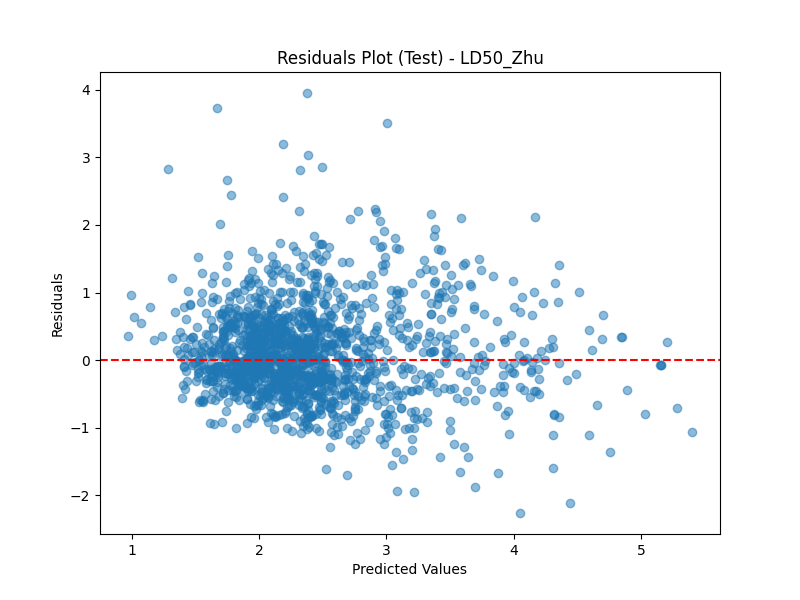 Residuals Plot (Test) - LD50_Zhu
Residuals
4
3
2
1
0
−1
−2
1 2 3 4 5
Predicted Values